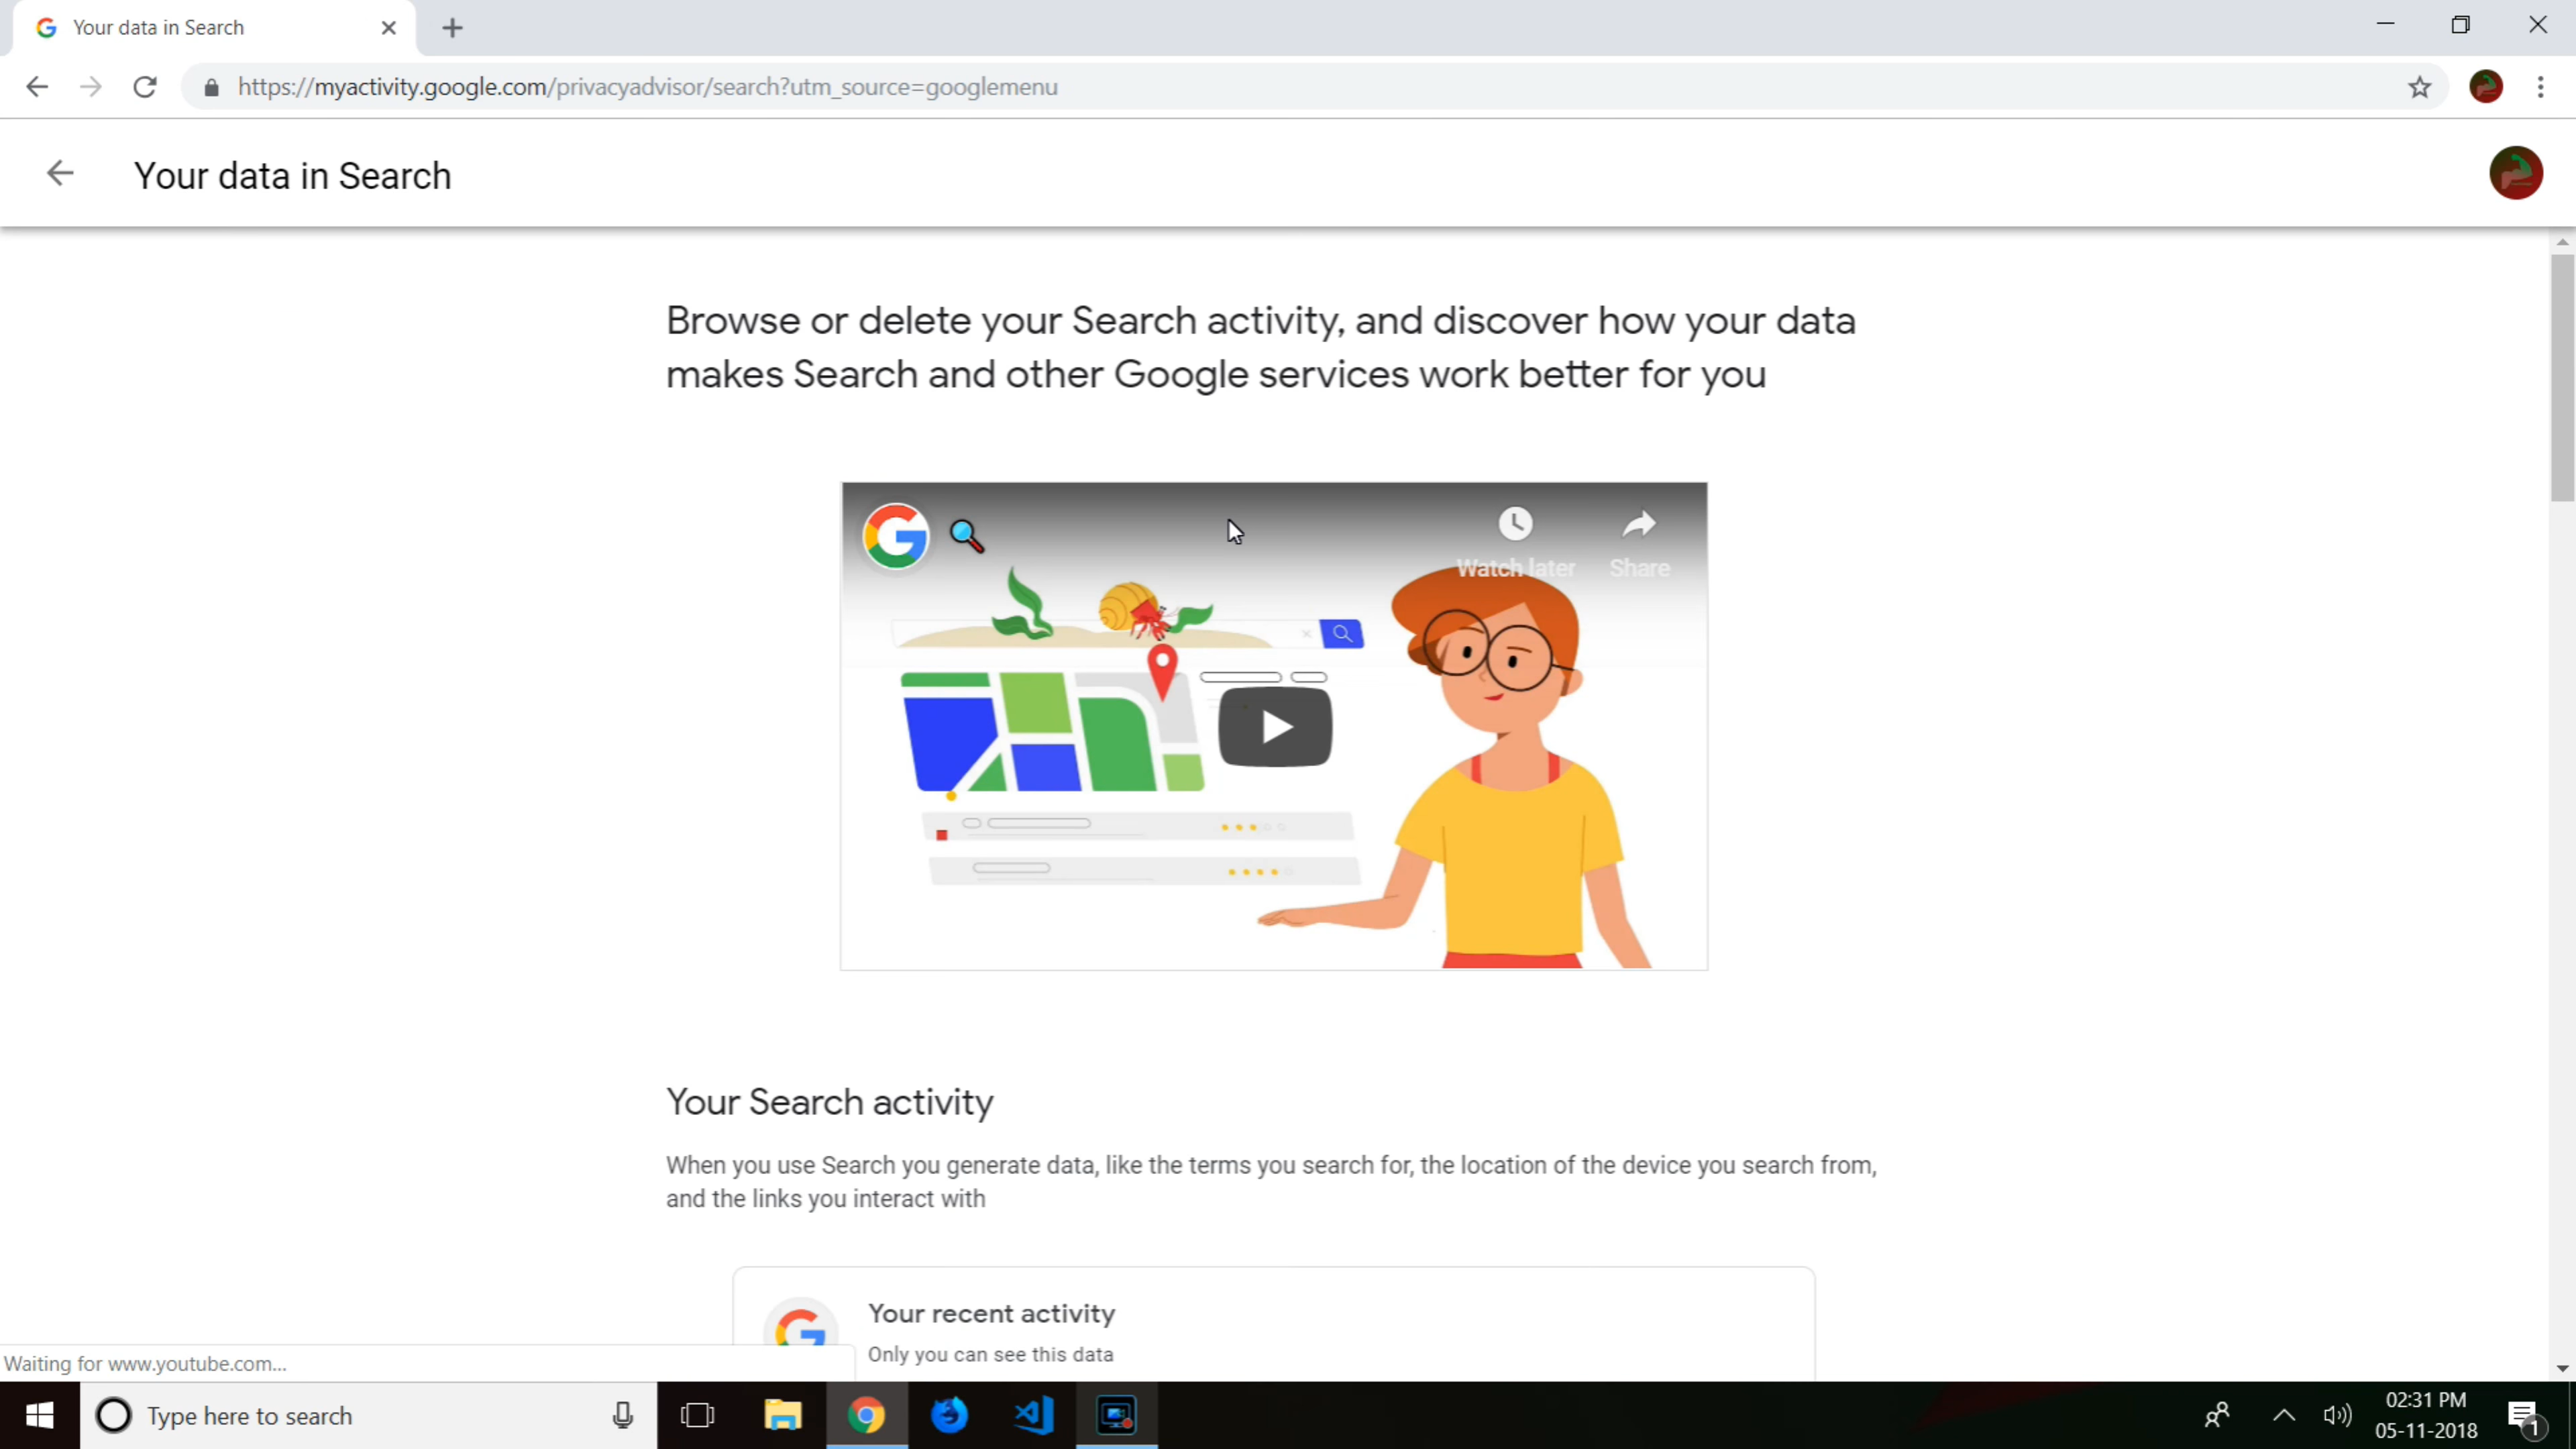 Your data in Search
https://myactivity.google.com/privacyadvisor/search?utm_source=googlemenu
Your data in Search
Browse or delete your Search activity, and discover how your data
makes Search and other Google services work better for you
Watch later
Share
Your Search activity
When you use Search you generate data, like the terms you search for, the location of the device you search from,
and the links you interact with
Your recent activity
Only you can see this data
Waiting for www.youtube.com...
Type here to search
02:31 PM
05-11-2018
1